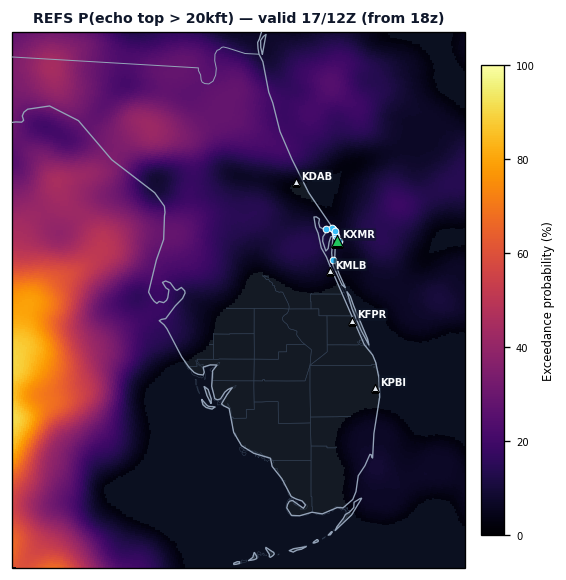 REFS P(echo top > 20kft) — valid 17/12Z (from 18z)
KDAB
KXMR
KMLB
KFPR
KPBI
100
80
60
40
20
0
Exceedance probability (%)